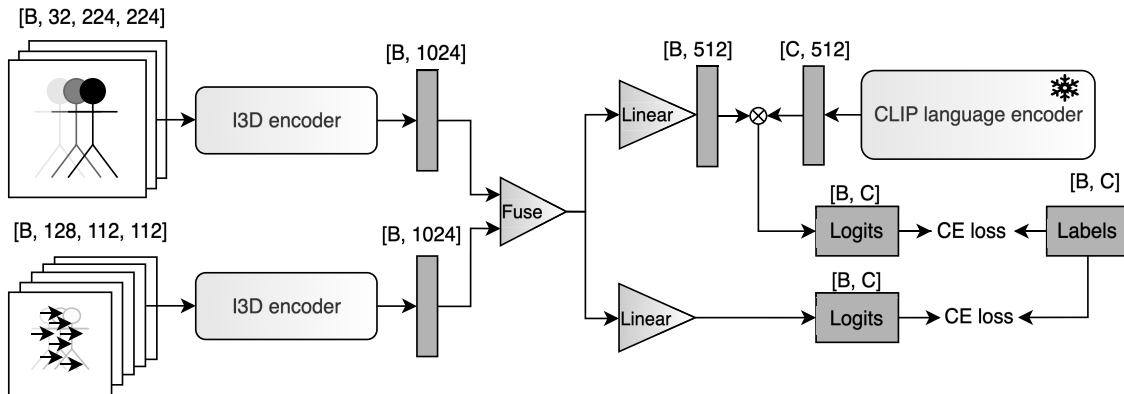 [B, 32, 224, 224]
I3D encoder
[B, 1024]
[B, 128, 112, 112]
I3D encoder
[B, 1024]
Fuse
Linear
[B, 512]
[C, 512]
CLIP language encoder
[B, C]
Logits
CE loss
[B, C]
Labels
Linear
[B, C]
Logits
CE loss